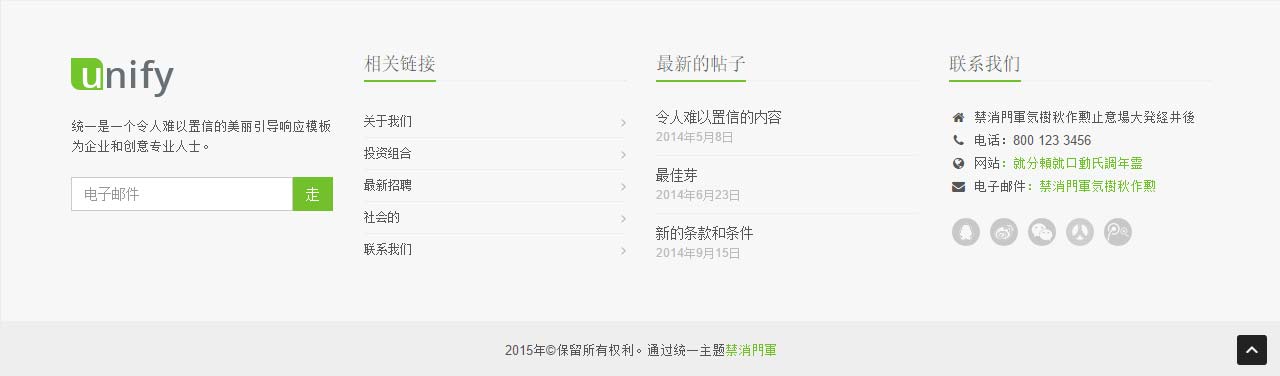 unify
统一是一个令人难以置信的美丽引导响应模板
为企业和创意专业人士。
电子邮件
走
相关链接
关于我们
投资组合
最新招聘
社会的
联系我们
最新的帖子
令人难以置信的内容
2014年5月8日
最佳芽
2014年6月23日
新的条款和条件
2014年9月15日
联系我们
禁消門軍気樹秋作勲止意場大発経井後
电话：800 123 3456
网站：就分頼就口動氏調年霊
电子邮件：禁消門軍気樹秋作勲
2015年©保留所有权利。通过统一主题禁消門軍